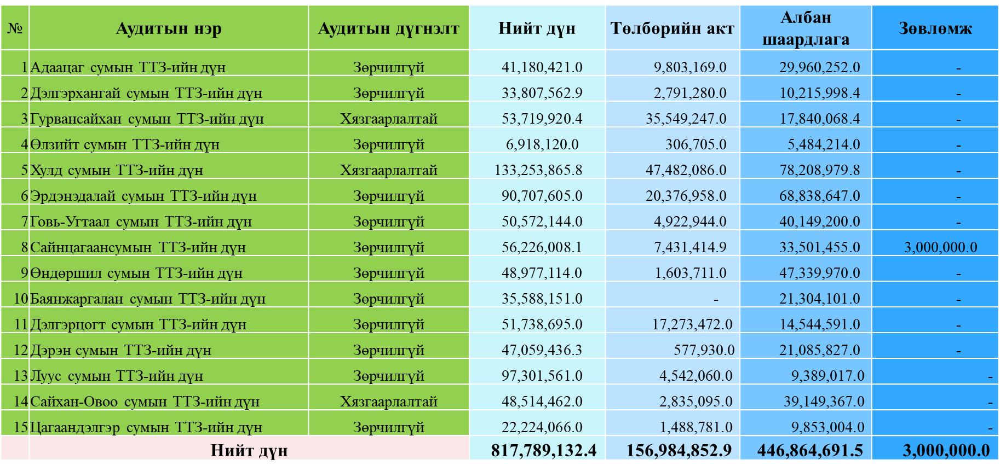 № Аудитын нэр Аудитын дүгнэлт Нийт дүн Төлбөрийн акт Албан шаардлага Зөвлөмж
1 Адаацаг сумын ТТЗ-ийн дүн Зөрчилгүй 41,180,421.0 9,803,169.0 29,960,252.0 -
2 Дэлгэрхангай сумын ТТЗ-ийн дүн Зөрчилгүй 33,807,562.9 2,791,280.0 10,215,998.4 -
3 Гурвансайхан сумын ТТЗ-ийн дүн Хязгаарлалтай 53,719,920.4 35,549,247.0 17,840,068.4 -
4 Өлзийт сумын ТТЗ-ийн дүн Зөрчилгүй 6,918,120.0 306,705.0 5,484,214.0 -
5 Хулд сумын ТТЗ-ийн дүн Хязгаарлалтай 133,253,865.8 47,482,086.0 78,208,979.8 -
6 Эрдэнэдалай сумын ТТЗ-ийн дүн Зөрчилгүй 90,707,605.0 20,376,958.0 68,838,647.0 -
7 Говь-Угтаал сумын ТТЗ-ийн дүн Зөрчилгүй 50,572,144.0 4,922,944.0 40,149,200.0 -
8 Сайнцагаансумын ТТЗ-ийн дүн Зөрчилгүй 56,226,008.1 7,431,414.9 33,501,455.0 3,000,000.0
9 Өндөршил сумын ТТЗ-ийн дүн Зөрчилгүй 48,977,114.0 1,603,711.0 47,339,970.0 -
10 Баянжаргалан сумын ТТЗ-ийн дүн Зөрчилгүй 35,588,151.0 - 21,304,101.0 -
11 Дэлгэрцогт сумын ТТЗ-ийн дүн Зөрчилгүй 51,738,695.0 17,273,472.0 14,544,591.0 -
12 Дэрэн сумын ТТЗ-ийн дүн Зөрчилгүй 47,059,436.3 577,930.0 21,085,827.0 -
13 Луус сумын ТТЗ-ийн дүн Зөрчилгүй 97,301,561.0 4,542,060.0 9,389,017.0 -
14 Сайхан-Овоо сумын ТТЗ-ийн дүн Хязгаарлалтай 48,514,462.0 2,835,095.0 39,149,367.0 -
15 Цагаандэлгэр сумын ТТЗ-ийн дүн Зөрчилгүй 22,224,066.0 1,488,781.0 9,853,004.0 -
Нийт дүн 817,789,132.4 156,984,852.9 446,864,691.5 3,000,000.0